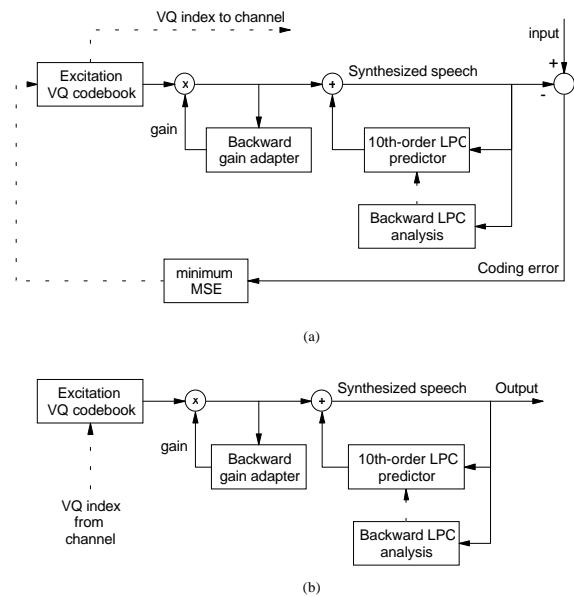 VQ index to channel
input
+
Excitation
VQ codebook
x
+
Synthesized speech
-
gain
Backward
gain adapter
10th-order LPC
predictor
Backward LPC
analysis
minimum
MSE
Coding error
(a)
Excitation
VQ codebook
x
+
Synthesized speech
Output
gain
Backward
gain adapter
10th-order LPC
predictor
VQ index
from
channel
Backward LPC
analysis
(b)